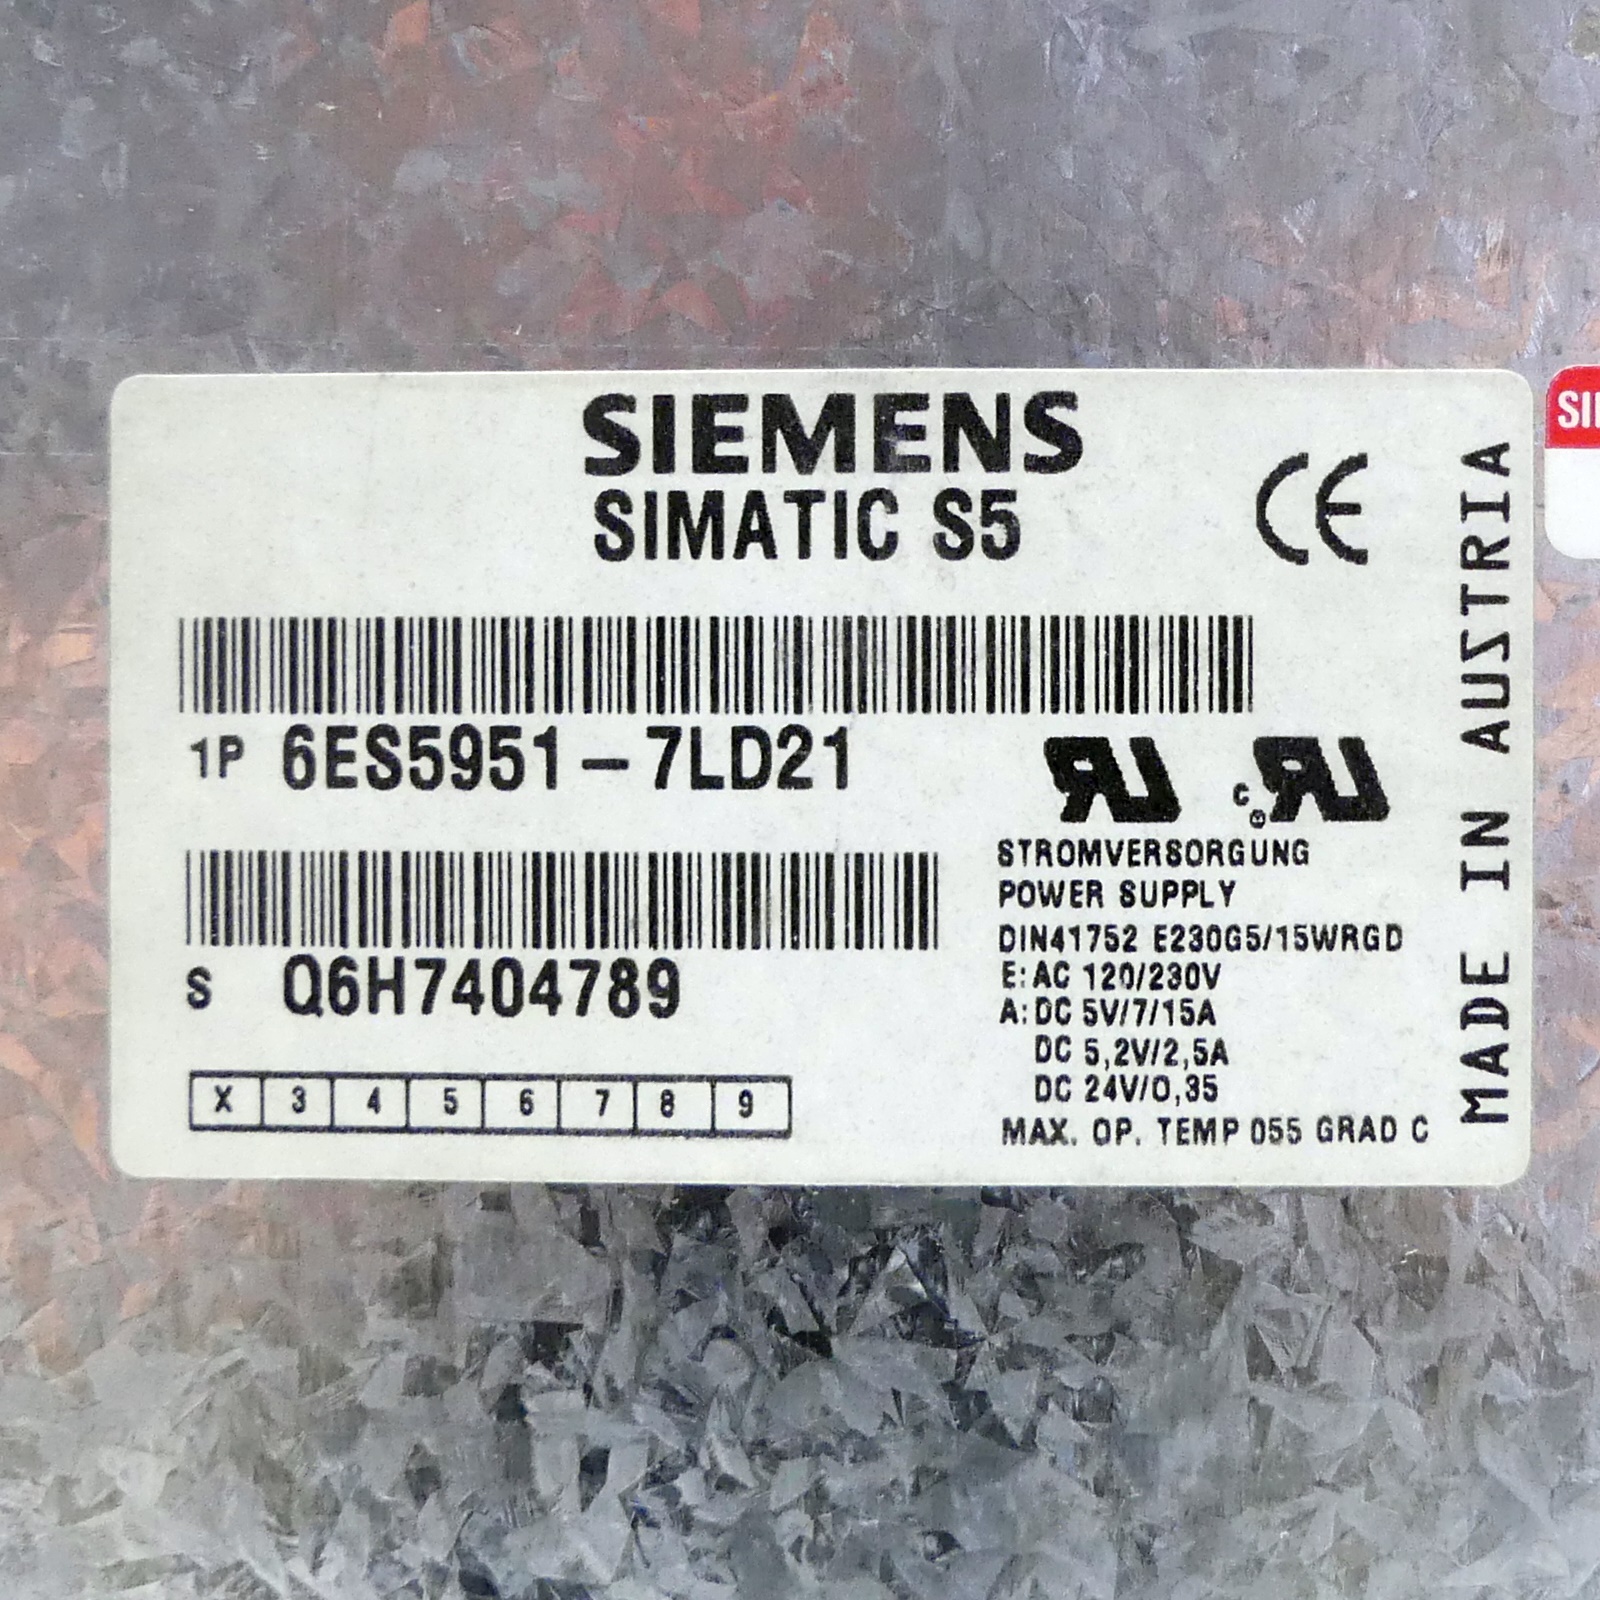 SIEMENS
SIMATIC S5
CE
1P 6ES5951-7LD21
S Q6H7404789
X 3 4 5 6 7 8 9
STROMVERSORGUNG
POWER SUPPLY
DIN41752 E230G5/15WRGD
E: AC 120/230V
A: DC 5V/7/15A
DC 5,2V/2,5A
DC 24V/0,35
MAX. OP. TEMP 055 GRAD C
MADE IN AUSTRIA